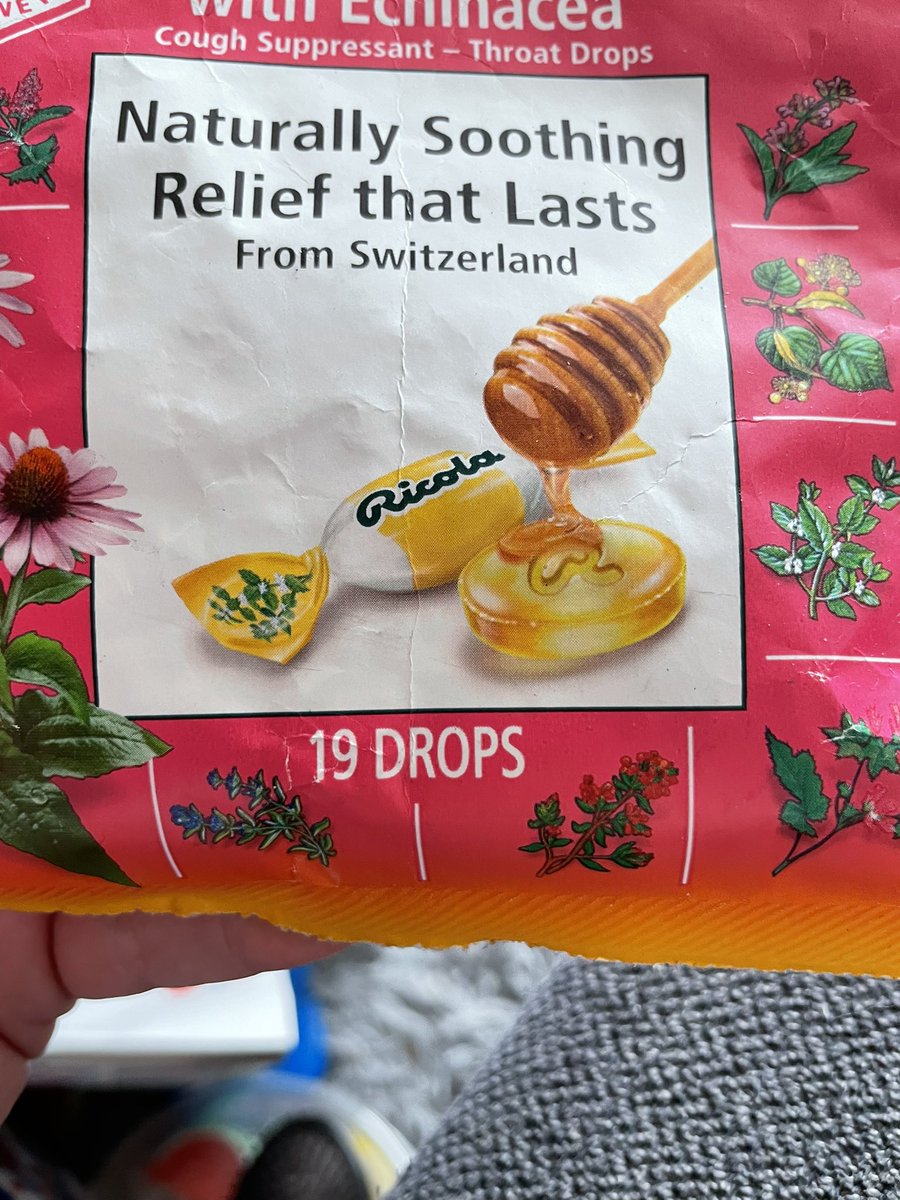 with Echinacea
Cough Suppressant – Throat Drops
Naturally Soothing
Relief that Lasts
From Switzerland
Ricola
19 DROPS